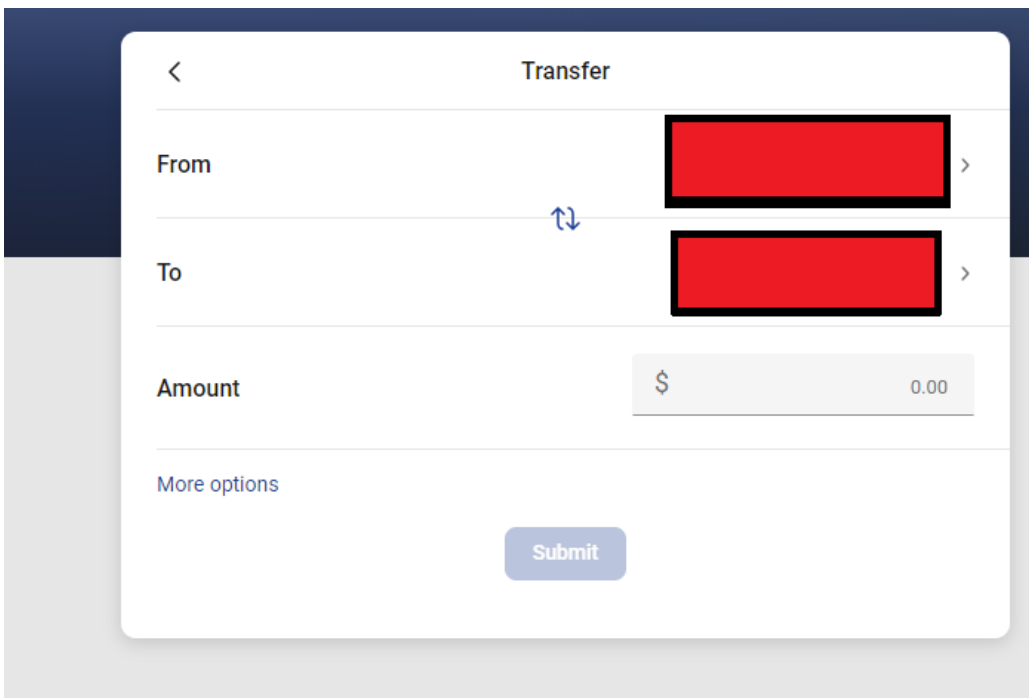 Transfer
From
To
Amount
$ 0.00
More options
Submit